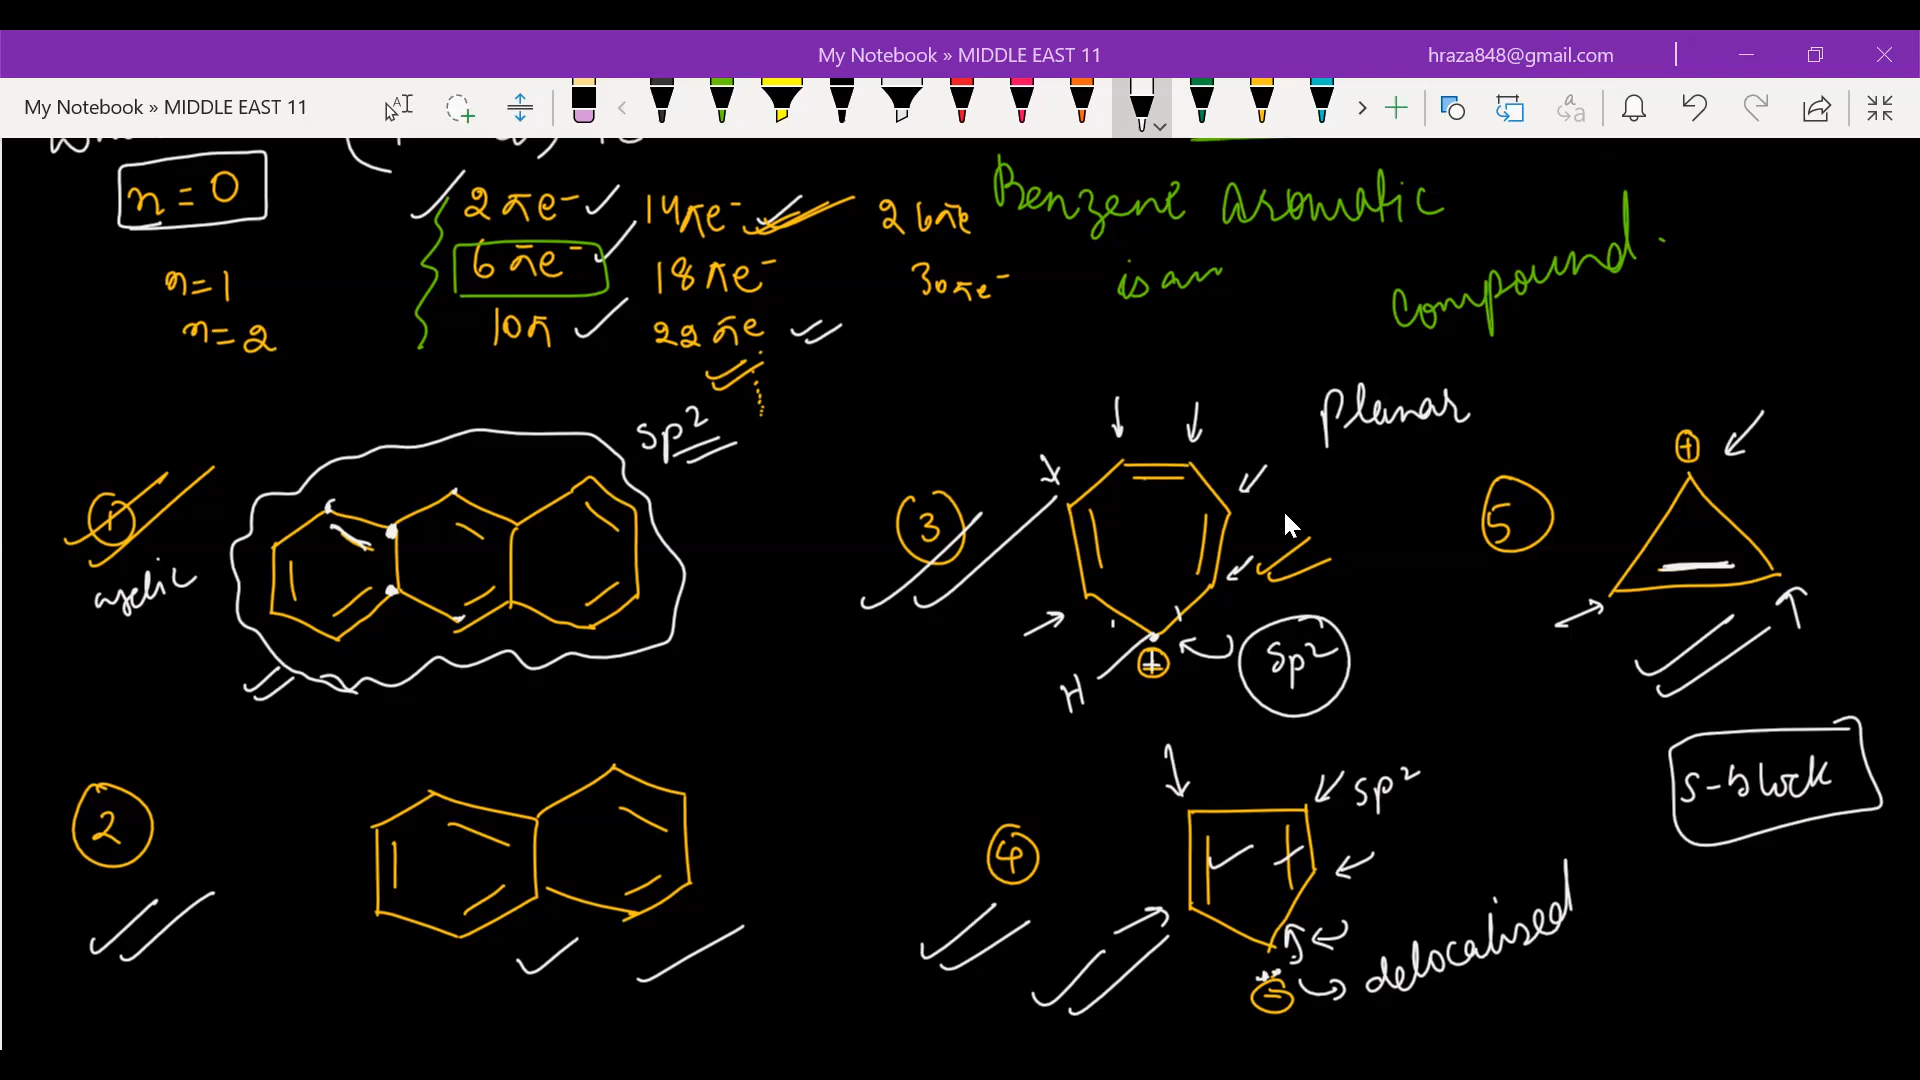 My Notebook » MIDDLE EAST 11
hraza848@gmail.com
My Notebook » MIDDLE EAST 11
n = 0
2πe⁻
14πe⁻
26πe
Benzene aromatic
6πe⁻
18πe⁻
30πe⁻
is an
compound.
n=1
n=2
10π
22πe
sp²
Planar
1
cyclic
3
+
5
sp²
H
+
2
4
sp²
s-block
delocalised